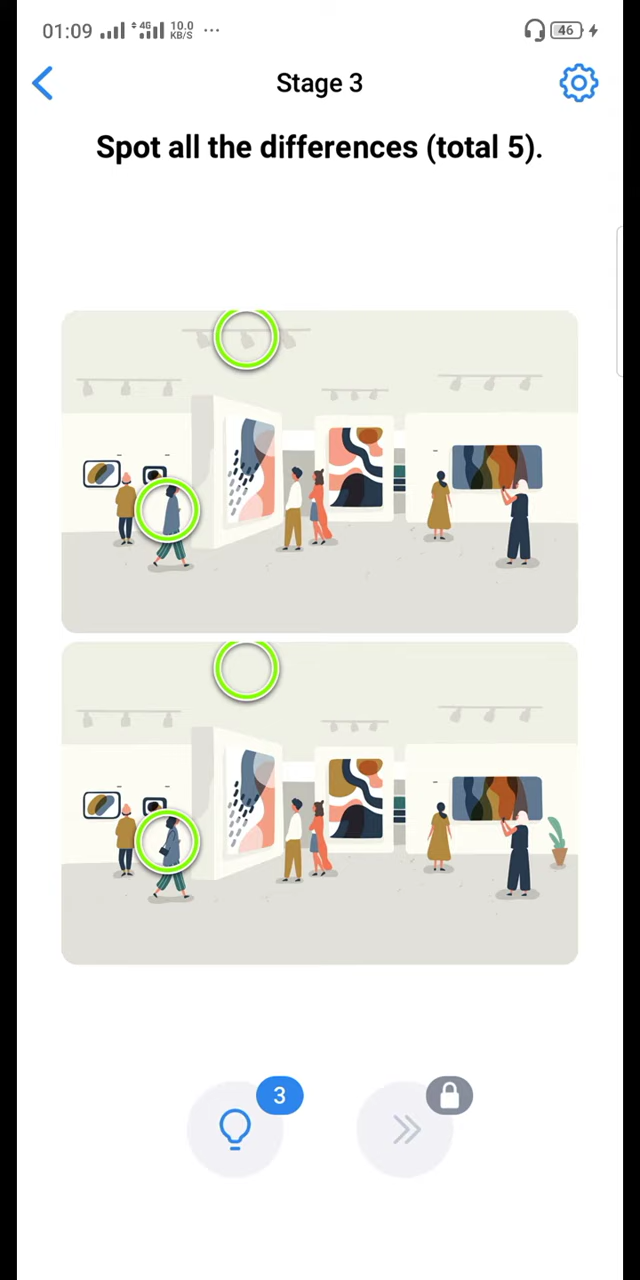 01:09 4G 10.0 KB/S ... 46
Stage 3
Spot all the differences (total 5).
3